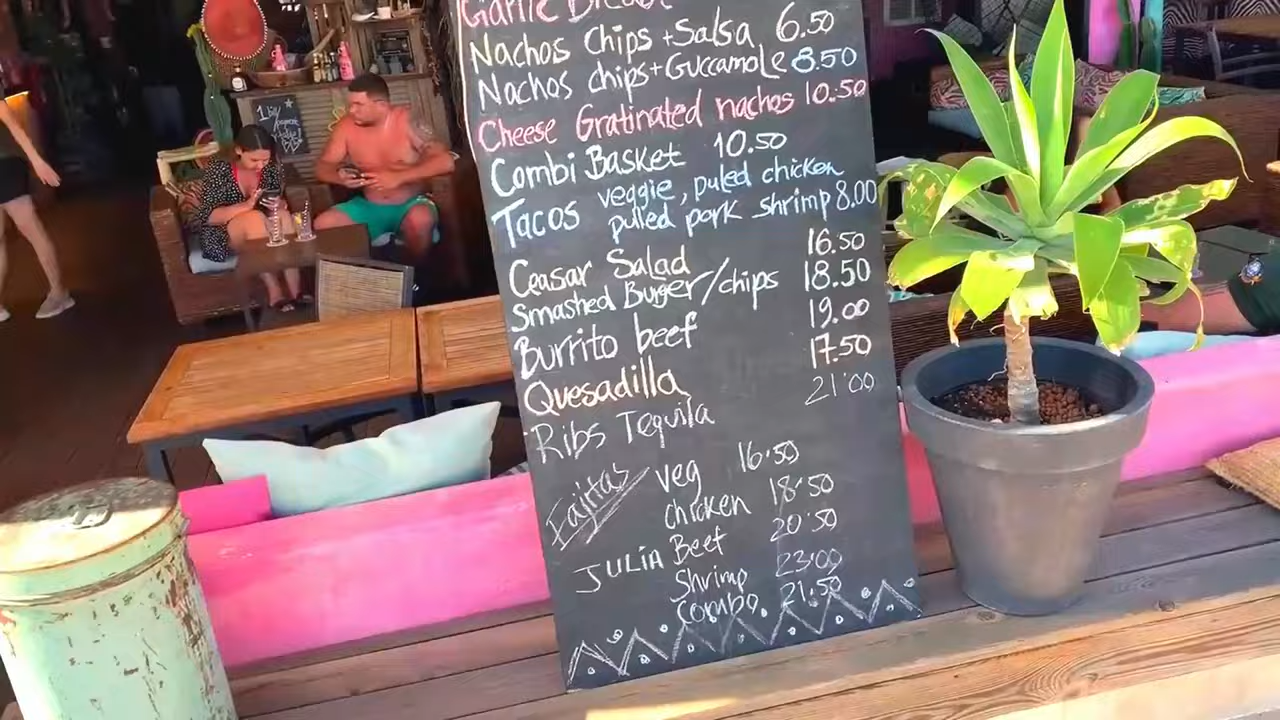 Garlic Bread
Nachos Chips + Salsa 6.50
Nachos chips + Guccamole 8.50
Cheese Gratinated nachos 10.50
Combi Basket 10.50
Tacos veggie, puled chicken
pulled pork shrimp 8.00
Ceasar Salad 16.50
Smashed Burger/chips 18.50
Burrito beef 19.00
Quesadilla 17.50
Ribs Tequila 21.00
Fajitas veg 16.50
chicken 18.50
JULIA Beef 20.50
Shrimp 23.00
combo. 21.50